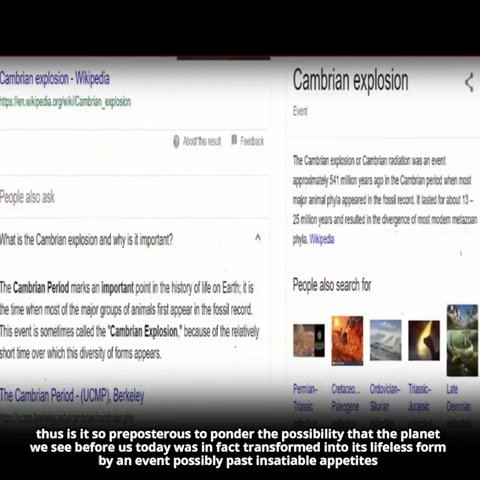 Cambrian explosion - Wikipedia
https://en.wikipedia.org/wiki/Cambrian_explosion
About this result Feedback
People also ask
What is the Cambrian explosion and why is it important?
The Cambrian Period marks an important point in the history of life on Earth; it is
the time when most of the major groups of animals first appear in the fossil record.
This event is sometimes called the "Cambrian Explosion," because of the relatively
short time over which this diversity of forms appears.
The Cambrian Period - (UCMP), Berkeley
Cambrian explosion
Event
The Cambrian explosion or Cambrian radiation was an event
approximately 541 million years ago in the Cambrian period when most
major animal phyla appeared in the fossil record. It lasted for about 13 –
25 million years and resulted in the divergence of most modern metazoan
phyla. Wikipedia
People also search for
Permian–
Triassic
Cretaceo...
Paleogene
Ordovician–
Silurian
Triassic–
Jurassic
Late
Devonian
thus is it so preposterous to ponder the possibility that the planet
we see before us today was in fact transformed into its lifeless form
by an event possibly past insatiable appetites